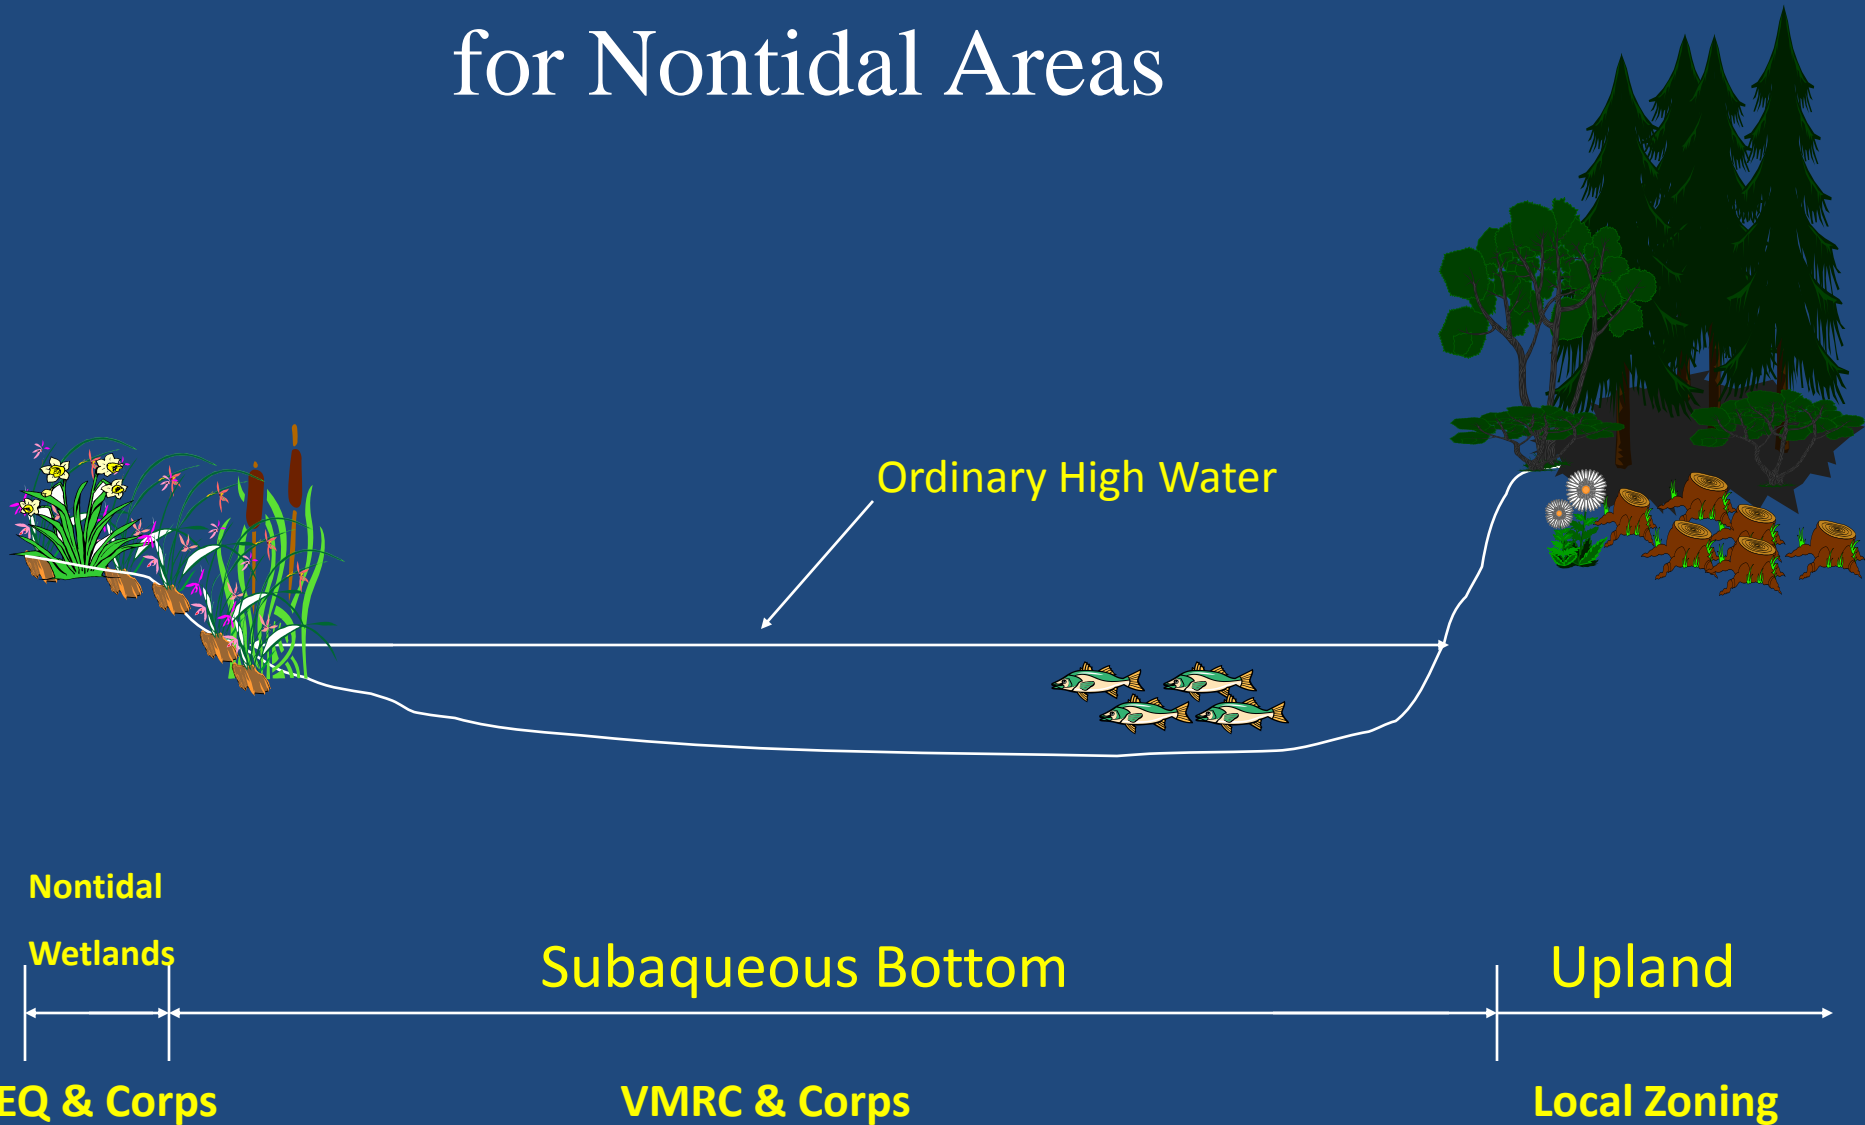 for Nontidal Areas
Ordinary High Water
Nontidal
Wetlands
Subaqueous Bottom
Upland
EQ & Corps
VMRC & Corps
Local Zoning